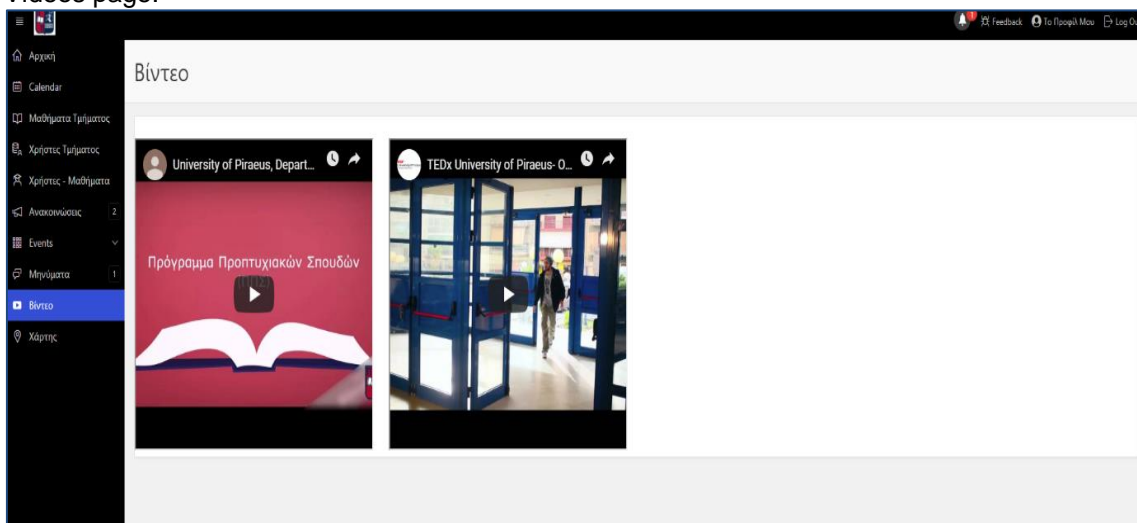 Videos page:
Feedback
Το Προφίλ Μου
Log Ou
Αρχική
Calendar
Μαθήματα Τμήματος
Χρήστες Τμήματος
Χρήστες - Μαθήματα
Ανακοινώσεις 2
Events
Μηνύματα 1
Βίντεο
Χάρτης
Βίντεο
University of Piraeus, Depart...
Πρόγραμμα Προπτυχιακών Σπουδών
(ΠΠΣ)
TEDx University of Piraeus- O...